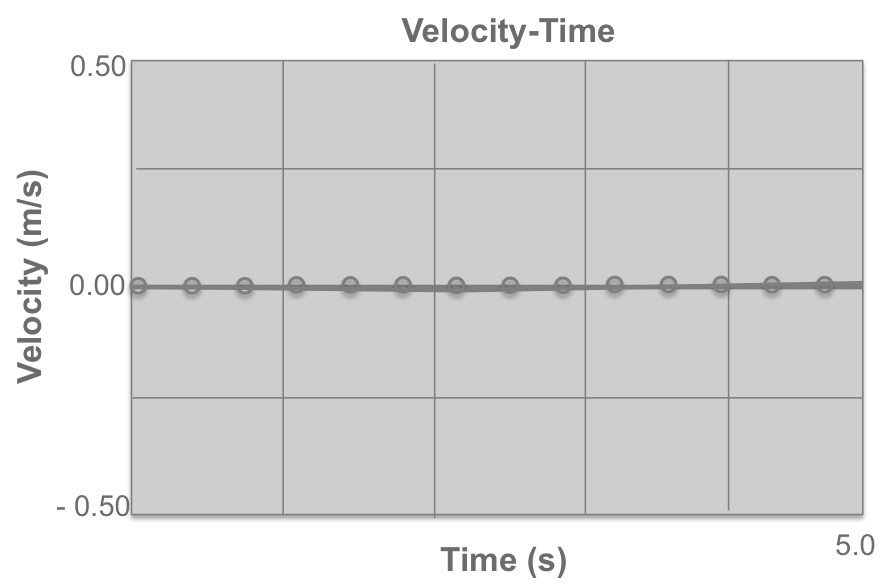 Velocity-Time
0.50
Velocity (m/s)
0.00
- 0.50
5.0
Time (s)